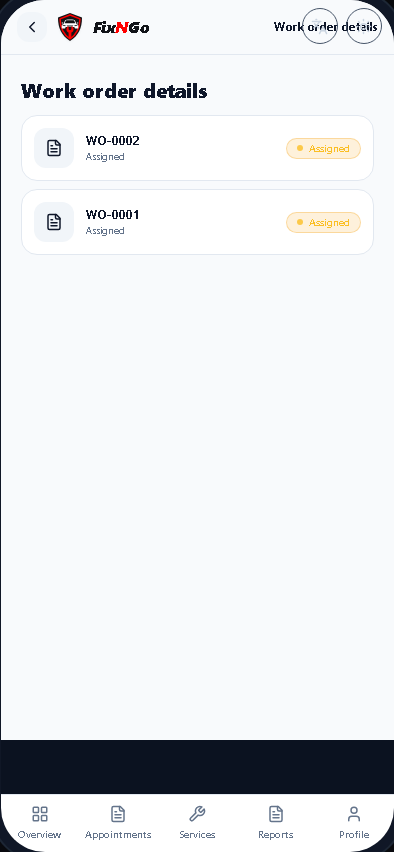 FixNGo
Work order details
Work order details
WO-0002
Assigned
Assigned
WO-0001
Assigned
Assigned
Overview
Appointments
Services
Reports
Profile